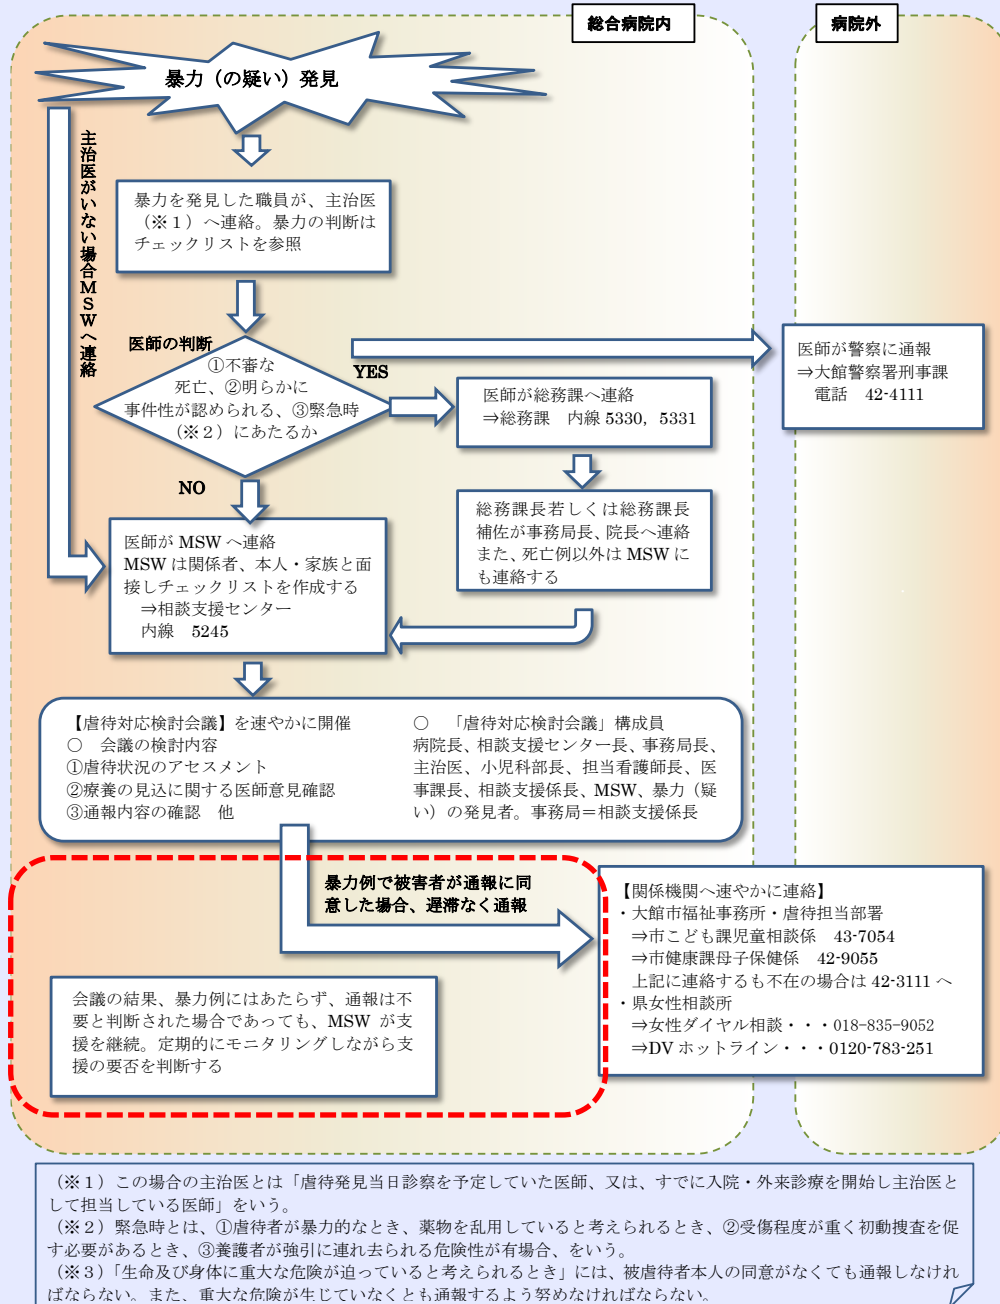 総合病院内
病院外
暴力（の疑い）発見
主治医がいない場合ＭＳＷへ連絡
暴力を発見した職員が、主治医
（※１）へ連絡。暴力の判断は
チェックリストを参照
医師の判断
①不審な
死亡、②明らかに
事件性が認められる、③緊急時
（※２）にあたるか
YES
NO
医師が警察に通報
⇒大館警察署刑事課
電話　42-4111
医師が総務課へ連絡
⇒総務課　内線 5330，5331
総務課長若しくは総務課長
補佐が事務局長、院長へ連絡
また、死亡例以外は MSW に
も連絡する
医師が MSW へ連絡
MSW は関係者、本人・家族と面
接しチェックリストを作成する
⇒相談支援センター
内線　5245
【虐待対応検討会議】を速やかに開催
○　会議の検討内容
①虐待状況のアセスメント
②療養の見込に関する医師意見確認
③通報内容の確認　他
○　「虐待対応検討会議」構成員
病院長、相談支援センター長、事務局長、
主治医、小児科部長、担当看護師長、医
事課長、相談支援係長、MSW、暴力（疑
い）の発見者。事務局＝相談支援係長
暴力例で被害者が通報に同
意した場合、遅滞なく通報
【関係機関へ速やかに連絡】
・大館市福祉事務所・虐待担当部署
⇒市こども課児童相談係　43-7054
⇒市健康課母子保健係　42-9055
上記に連絡するも不在の場合は 42-3111 へ
・県女性相談所
⇒女性ダイヤル相談・・・018-835-9052
⇒DV ホットライン・・・0120-783-251
会議の結果、暴力例にはあたらず、通報は不
要と判断された場合であっても、MSW が支
援を継続。定期的にモニタリングしながら支
援の要否を判断する
（※１）この場合の主治医とは「虐待発見当日診察を予定していた医師、又は、すでに入院・外来診療を開始し主治医と
して担当している医師」をいう。
（※２）緊急時とは、①虐待者が暴力的なとき、薬物を乱用していると考えられるとき、②受傷程度が重く初動捜査を促
す必要があるとき、③養護者が強引に連れ去られる危険性が有場合、をいう。
（※３）「生命及び身体に重大な危険が迫っていると考えられるとき」には、被虐待者本人の同意がなくても通報しなけれ
ばならない。また、重大な危険が生じていなくとも通報するよう努めなければならない。